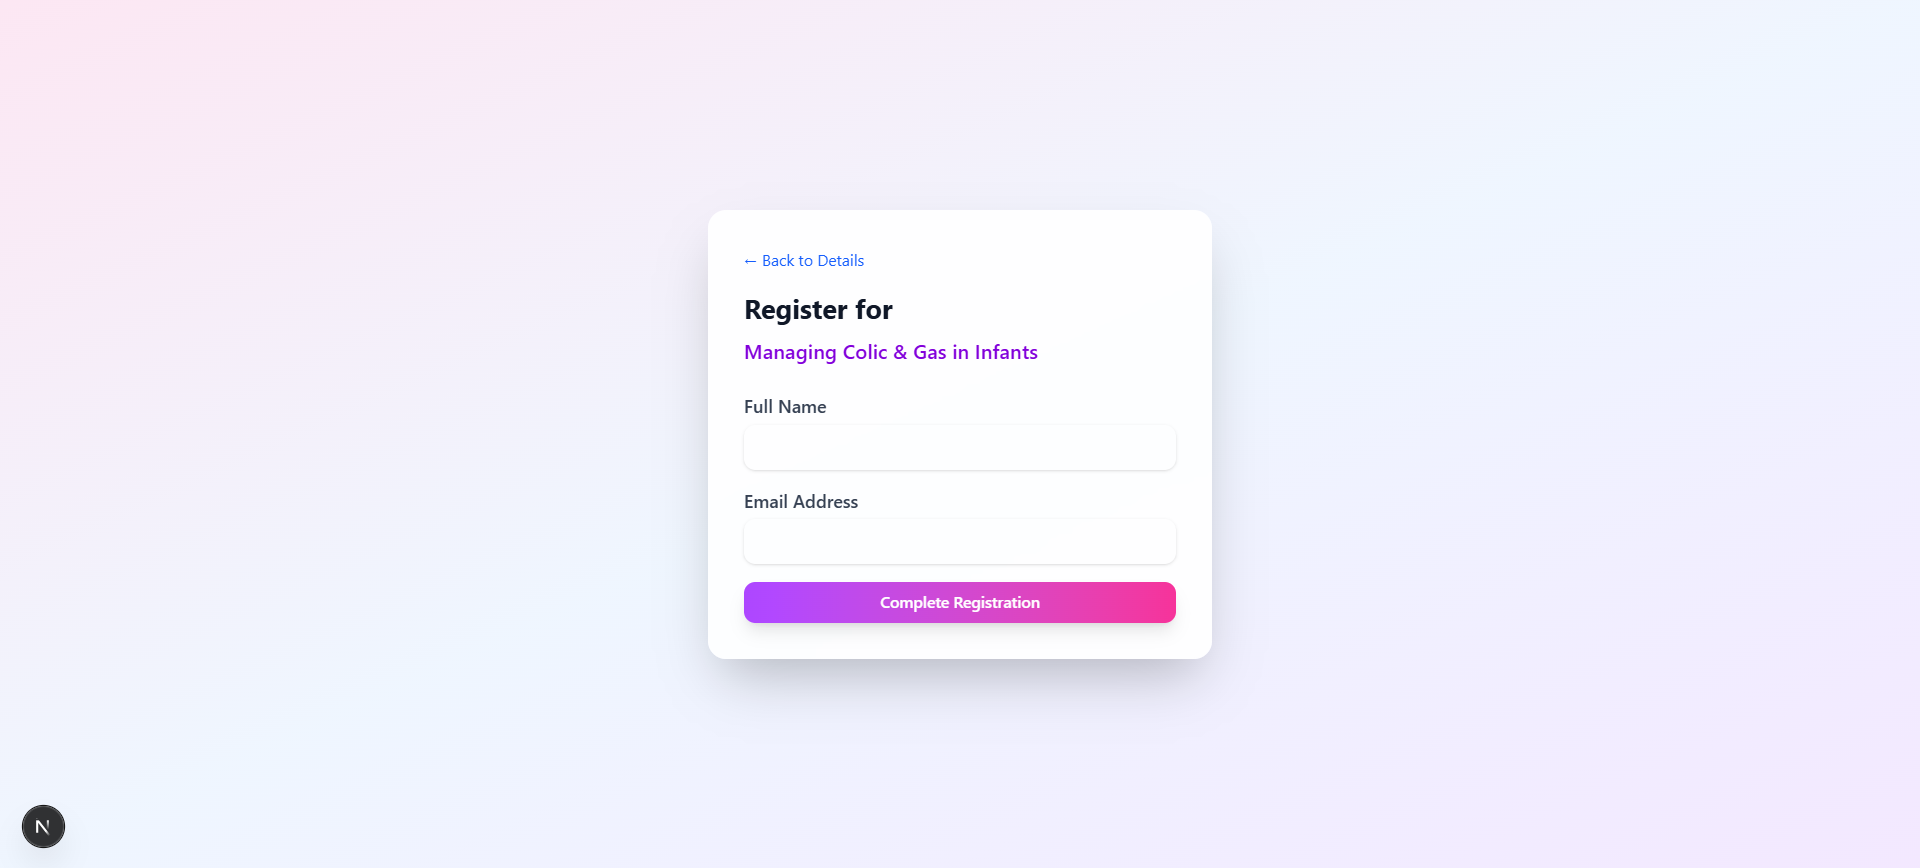 ← Back to Details
Register for
Managing Colic & Gas in Infants
Full Name
Email Address
Complete Registration
N